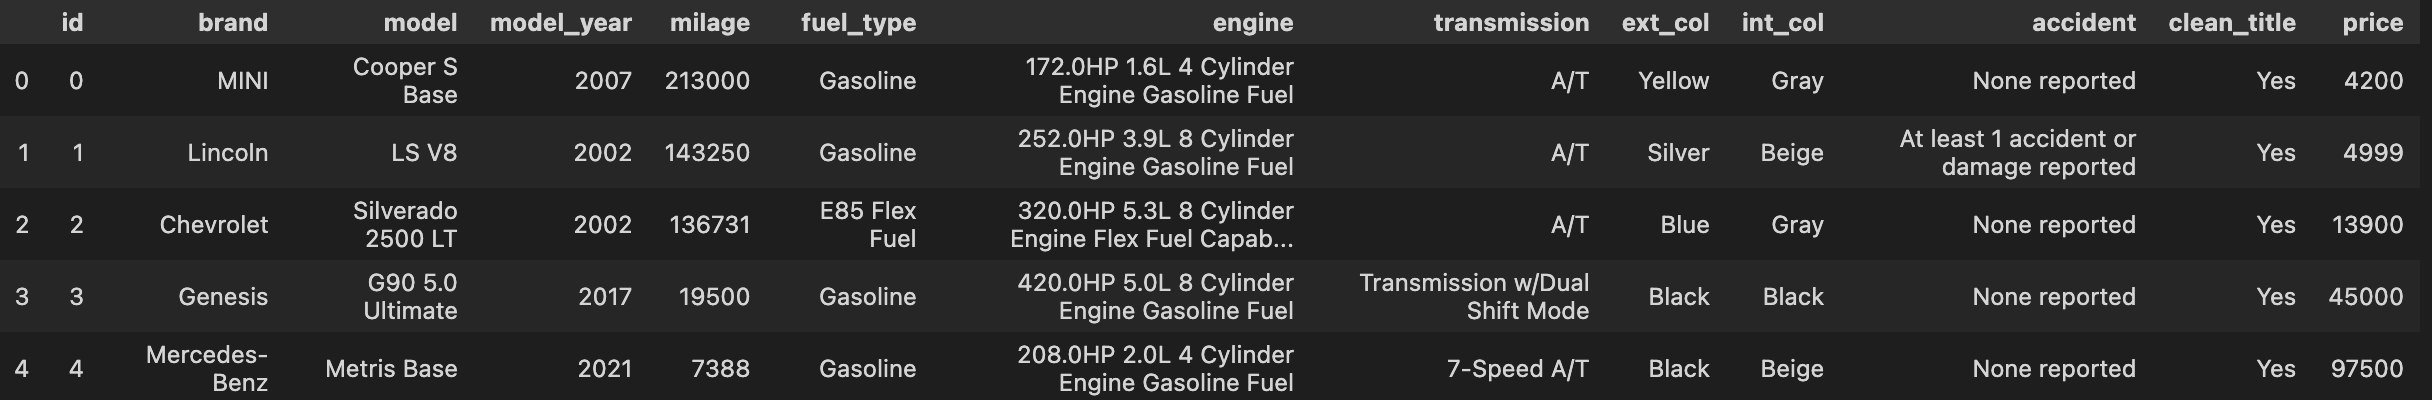 id brand model model_year milage fuel_type engine transmission ext_col int_col accident clean_title price
0 0 MINI Cooper S Base 2007 213000 Gasoline 172.0HP 1.6L 4 Cylinder Engine Gasoline Fuel A/T Yellow Gray None reported Yes 4200
1 1 Lincoln LS V8 2002 143250 Gasoline 252.0HP 3.9L 8 Cylinder Engine Gasoline Fuel A/T Silver Beige At least 1 accident or damage reported Yes 4999
2 2 Chevrolet Silverado 2500 LT 2002 136731 E85 Flex Fuel 320.0HP 5.3L 8 Cylinder Engine Flex Fuel Capab... A/T Blue Gray None reported Yes 13900
3 3 Genesis G90 5.0 Ultimate 2017 19500 Gasoline 420.0HP 5.0L 8 Cylinder Engine Gasoline Fuel Transmission w/Dual Shift Mode Black Black None reported Yes 45000
4 4 Mercedes-Benz Metris Base 2021 7388 Gasoline 208.0HP 2.0L 4 Cylinder Engine Gasoline Fuel 7-Speed A/T Black Beige None reported Yes 97500